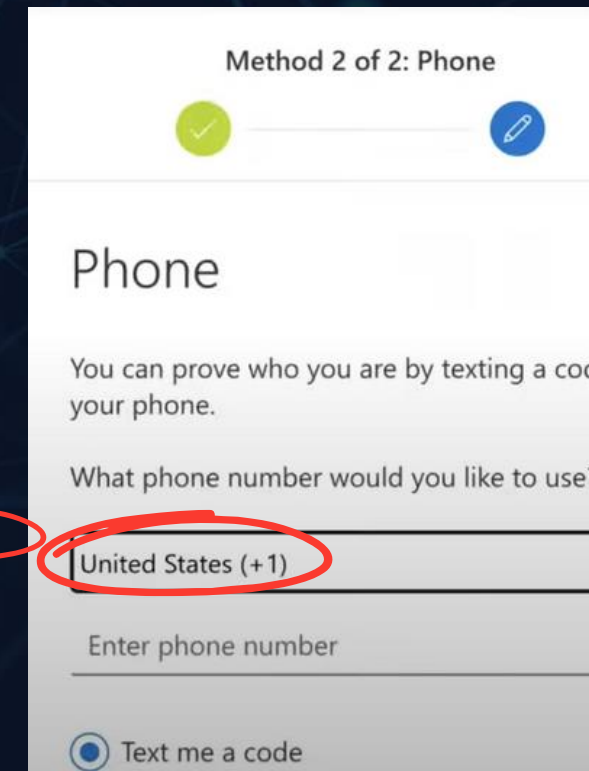 Method 2 of 2: Phone
Phone
You can prove who you are by texting a
your phone.
What phone number would you like to use?
United States (+1)
Enter phone number
Text me a code